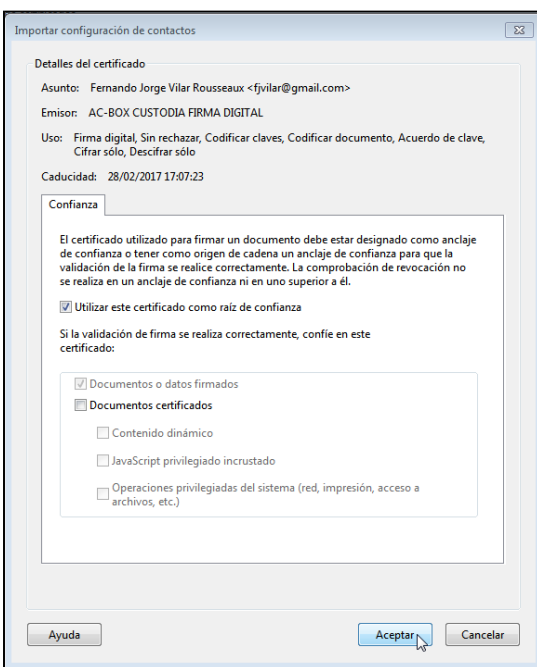 Importar configuración de contactos
Detalles del certificado
Asunto: Fernando Jorge Vilar Rousseaux <fjvilar@gmail.com>
Emisor: AC-BOX CUSTODIA FIRMA DIGITAL
Uso: Firma digital, Sin rechazar, Codificar claves, Codificar documento, Acuerdo de clave,
Cifrar sólo, Descifrar sólo
Caducidad: 28/02/2017 17:07:23
Confianza
El certificado utilizado para firmar un documento debe estar designado como anclaje
de confianza o tener como origen de cadena un anclaje de confianza para que la
validación de la firma se realice correctamente. La comprobación de revocación no
se realiza en un anclaje de confianza ni en uno superior a él.
Utilizar este certificado como raíz de confianza
Si la validación de firma se realiza correctamente, confíe en este
certificado:
Documentos o datos firmados
Documentos certificados
Contenido dinámico
JavaScript privilegiado incrustado
Operaciones privilegiadas del sistema (red, impresión, acceso a
archivos, etc.)
Ayuda
Aceptar
Cancelar